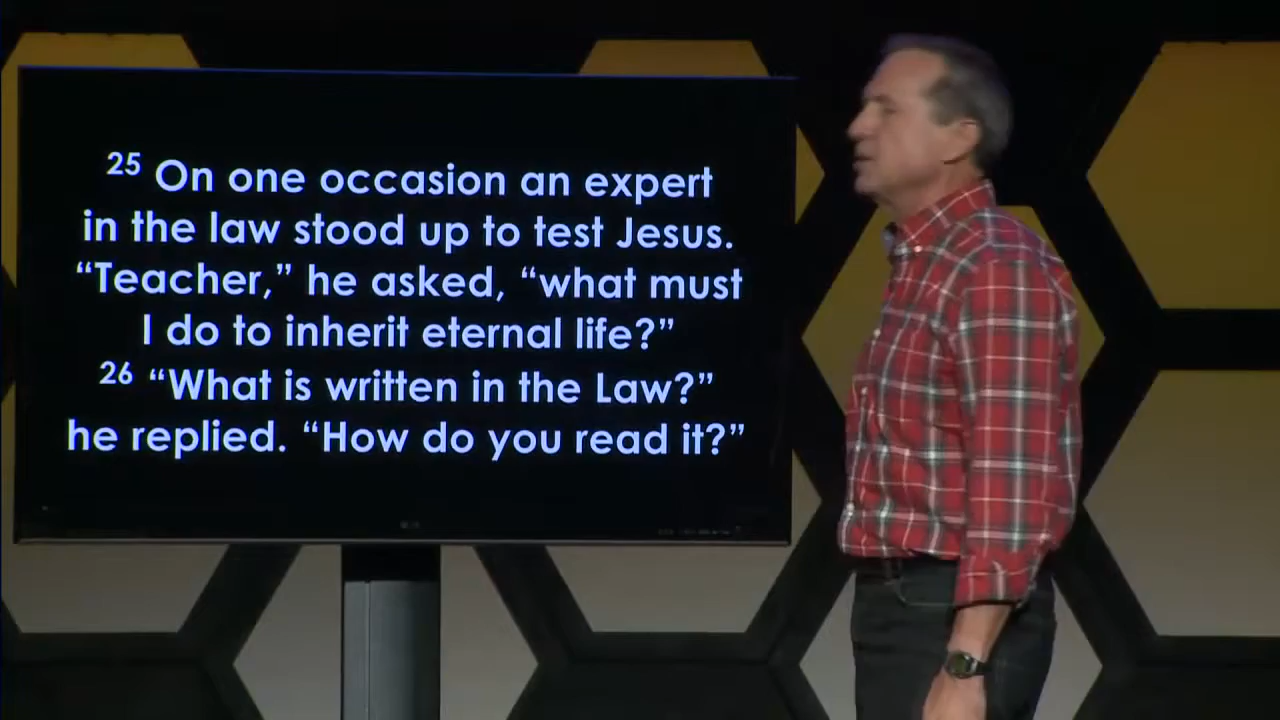 25 On one occasion an expert
in the law stood up to test Jesus.
“Teacher,” he asked, “what must
I do to inherit eternal life?”
26 “What is written in the Law?”
he replied. “How do you read it?”